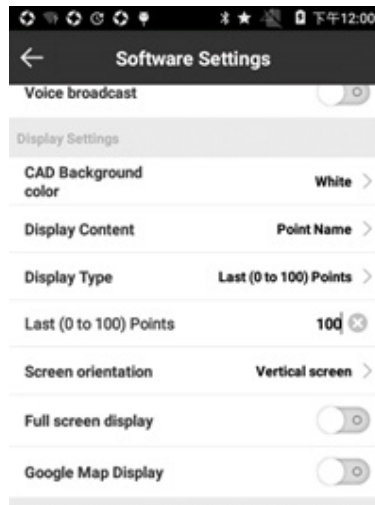 下午12:00
Software Settings
Voice broadcast
Display Settings
CAD Background
color
White
Display Content
Point Name
Display Type
Last (0 to 100) Points
Last (0 to 100) Points
100
Screen orientation
Vertical screen
Full screen display
Google Map Display